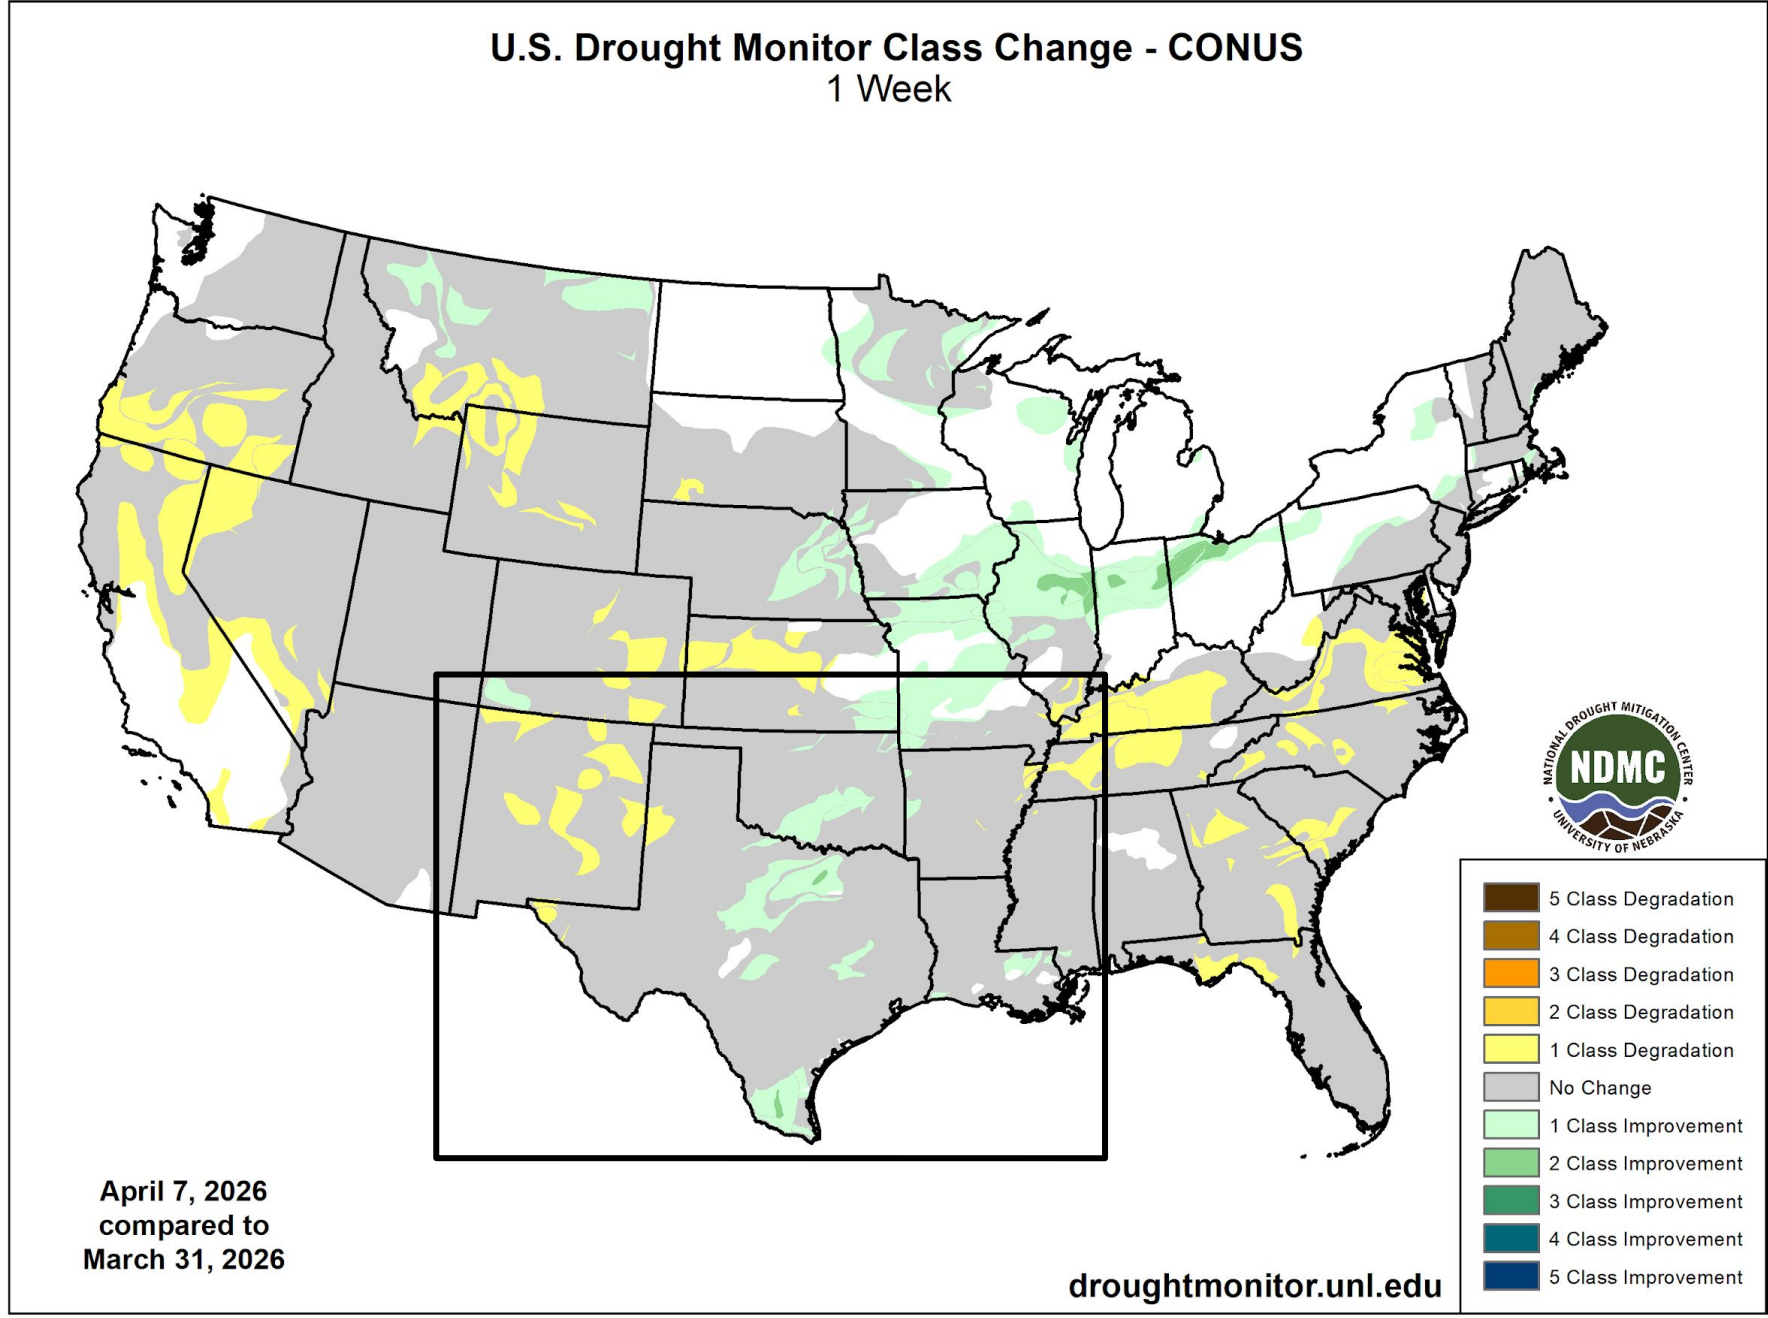 U.S. Drought Monitor Class Change - CONUS
1 Week
NATIONAL DROUGHT MITIGATION CENTER
NDMC
UNIVERSITY OF NEBRASKA
5 Class Degradation
4 Class Degradation
3 Class Degradation
2 Class Degradation
1 Class Degradation
No Change
1 Class Improvement
2 Class Improvement
3 Class Improvement
4 Class Improvement
5 Class Improvement
April 7, 2026
compared to
March 31, 2026
droughtmonitor.unl.edu